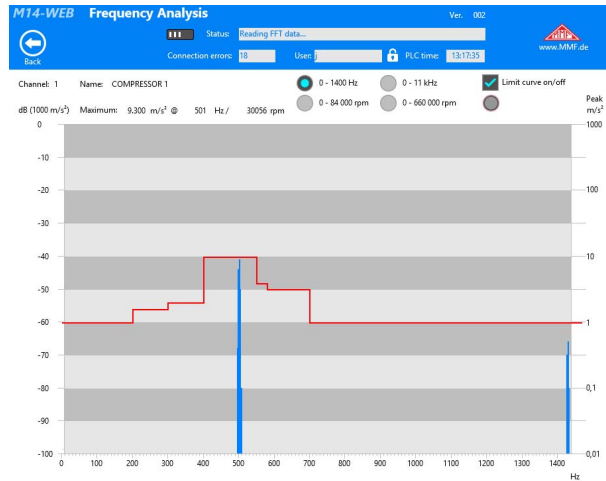 M14-WEB Frequency Analysis Ver. 002
Status: Reading FFT data...
MMF
www.MMF.de
Back
Connection errors: 18 User: j PLC time: 13:17:35
Channel: 1 Name: COMPRESSOR 1 0 - 1400 Hz 0 - 11 kHz Limit curve on/off
dB (1000 m/s²) Maximum: 9.300 m/s² @ 501 Hz / 30056 rpm 0 - 84 000 rpm 0 - 660 000 rpm Peak m/s²
0 1000
-10
-20 100
-30
-40 10
-50
-60 1
-70
-80 0,1
-90
-100 0,01
0 100 200 300 400 500 600 700 800 900 1000 1100 1200 1300 1400
Hz